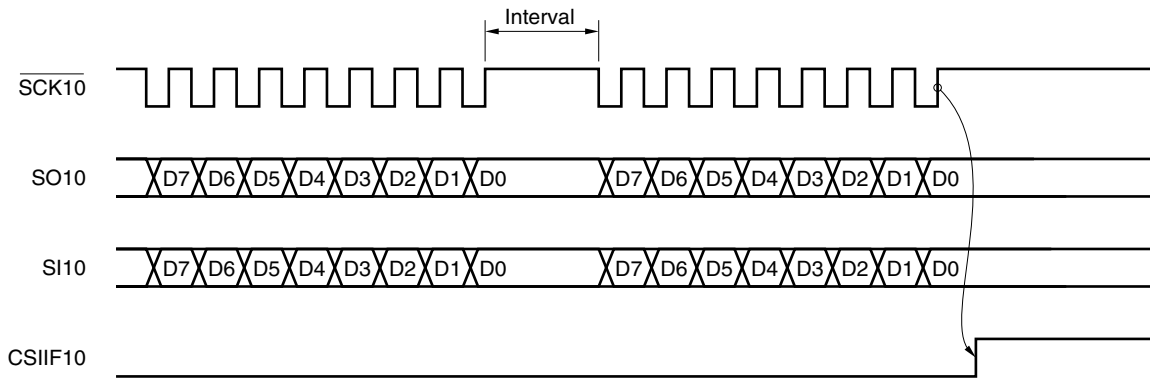 Interval
SCK10
SO10 D7 D6 D5 D4 D3 D2 D1 D0 D7 D6 D5 D4 D3 D2 D1 D0
SI10 D7 D6 D5 D4 D3 D2 D1 D0 D7 D6 D5 D4 D3 D2 D1 D0
CSIIF10